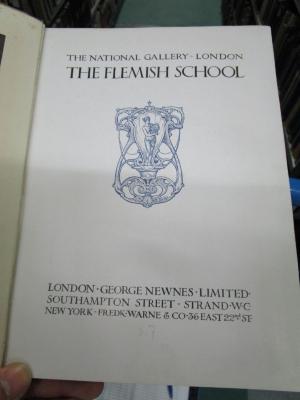 THE NATIONAL GALLERY · LONDON
THE FLEMISH SCHOOL
LONDON · GEORGE NEWNES · LIMITED ·
SOUTHAMPTON STREET · STRAND · W·C
NEW YORK · FREDK· WARNE & CO · 36 EAST 22nd ST